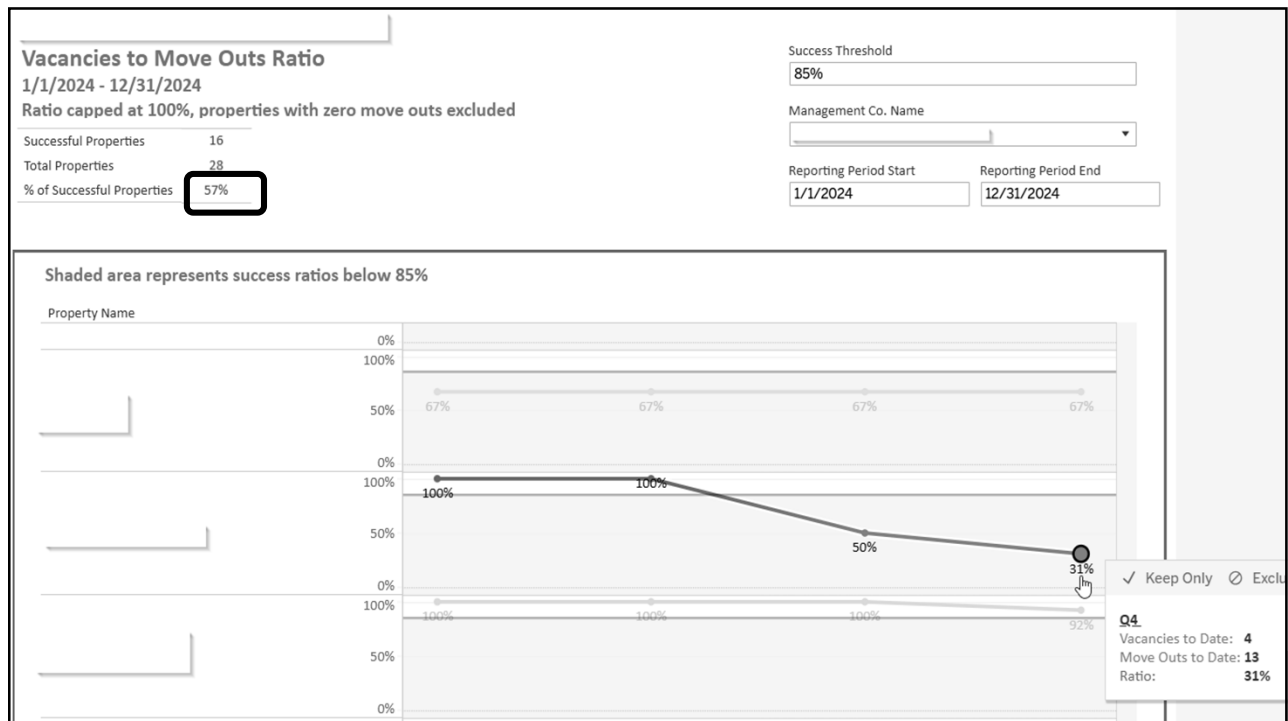 Vacancies to Move Outs Ratio
1/1/2024 - 12/31/2024
Ratio capped at 100%, properties with zero move outs excluded
Successful Properties 16
Total Properties 28
% of Successful Properties 57%
Success Threshold
85%
Management Co. Name
Reporting Period Start Reporting Period End
1/1/2024 12/31/2024
Shaded area represents success ratios below 85%
Property Name
0%
100%
50%
0%
67% 67% 67% 67%
100%
50%
0%
100% 100% 50% 31%
100%
50%
0%
100% 100% 100% 92%
Keep Only Exclu
Q4
Vacancies to Date: 4
Move Outs to Date: 13
Ratio: 31%